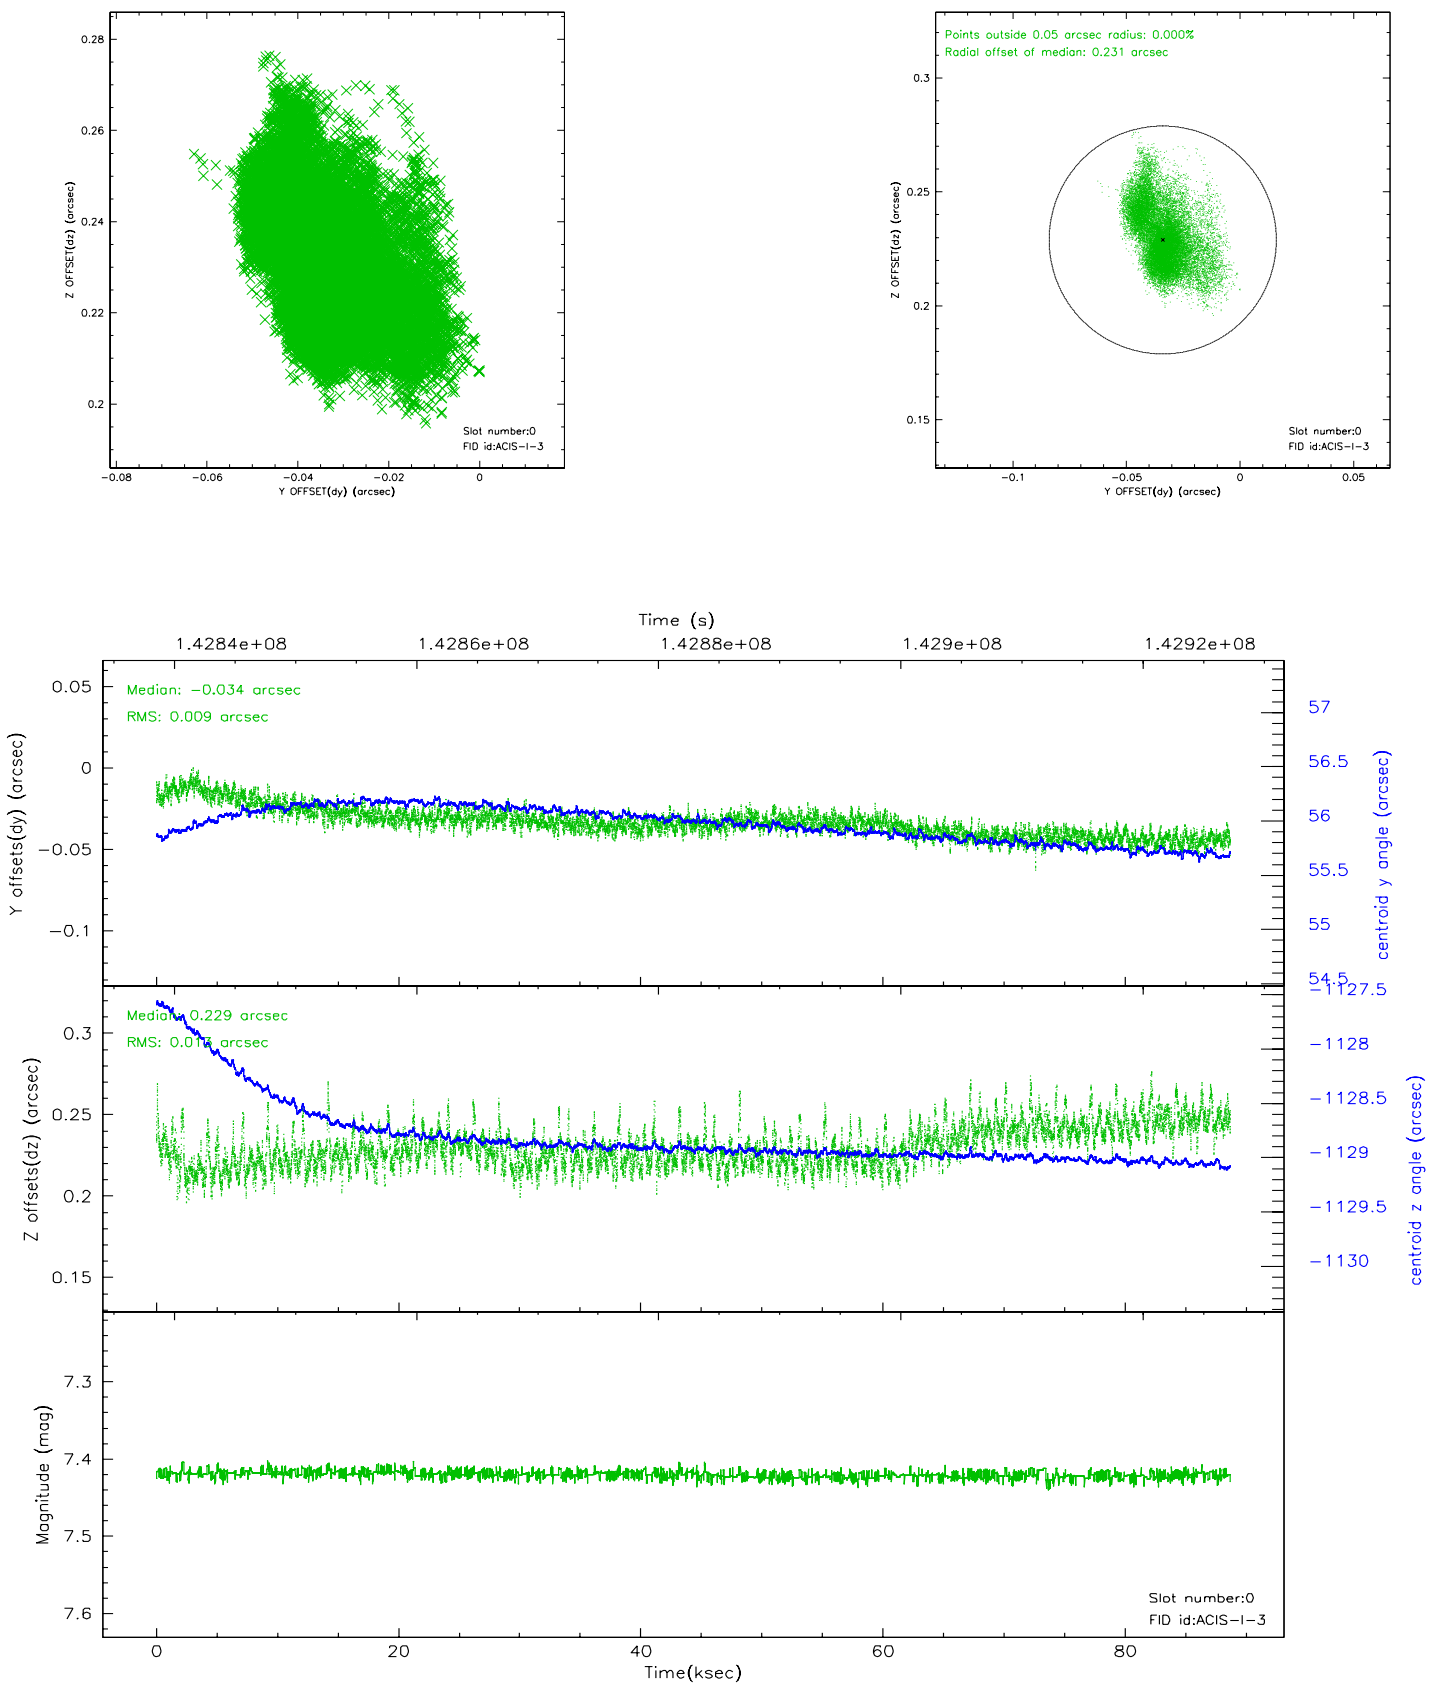 0.28
0.26
0.24
0.22
0.2
Z OFFSET(dz) (arcsec)
Slot number:0
FID id:ACIS-I-3
-0.08 -0.06 -0.04 -0.02 0
Y OFFSET(dy) (arcsec)
Points outside 0.05 arcsec radius: 0.000%
Radial offset of median: 0.231 arcsec
0.3
0.25
0.2
0.15
Z OFFSET(dz) (arcsec)
Slot number:0
FID id:ACIS-I-3
-0.1 -0.05 0 0.05
Y OFFSET(dy) (arcsec)
Time (s)
1.4284e+08 1.4286e+08 1.4288e+08 1.429e+08 1.4292e+08
Median: -0.034 arcsec
RMS: 0.009 arcsec
0.05
0
-0.05
-0.1
Y offsets(dy) (arcsec)
57
56.5
56
55.5
55
54.5
centroid y angle (arcsec)
Median: 0.229 arcsec
RMS: 0.013 arcsec
0.3
0.25
0.2
0.15
Z offsets(dz) (arcsec)
-1127.5
-1128
-1128.5
-1129
-1129.5
-1130
centroid z angle (arcsec)
7.3
7.4
7.5
7.6
Magnitude (mag)
Slot number:0
FID id:ACIS-I-3
0 20 40 60 80
Time(ksec)